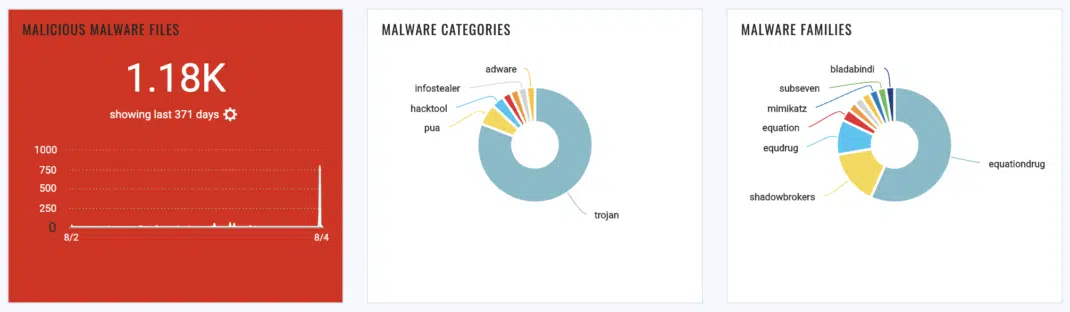 MALICIOUS MALWARE FILES
1.18K
showing last 371 days
1000
750
500
250
0
8/2
8/4
MALWARE CATEGORIES
adware
infostealer
hacktool
pua
trojan
MALWARE FAMILIES
bladabindi
subseven
mimikatz
equation
equdrug
shadowbrokers
equationdrug